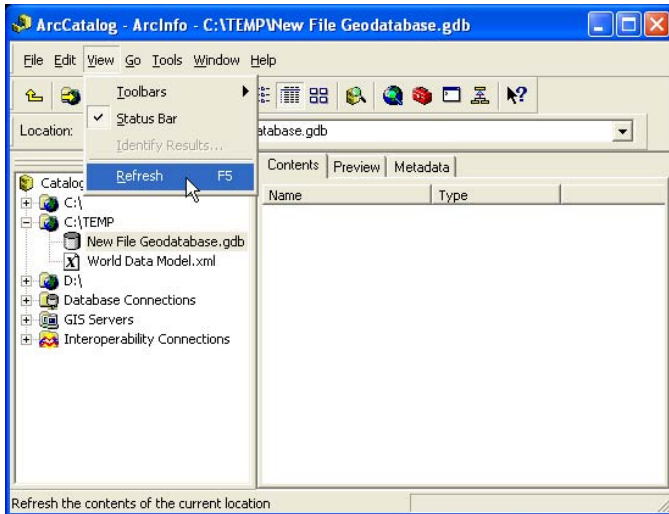 ArcCatalog - ArcInfo - C:\TEMP\New File Geodatabase.gdb
File Edit View Go Tools Window Help
Toolbars
Status Bar
Identify Results...
Refresh F5
Location:
atabase.gdb
Contents Preview Metadata
Name Type
Catalog
C:\
C:\TEMP
New File Geodatabase.gdb
World Data Model.xml
D:\
Database Connections
GIS Servers
Interoperability Connections
Refresh the contents of the current location